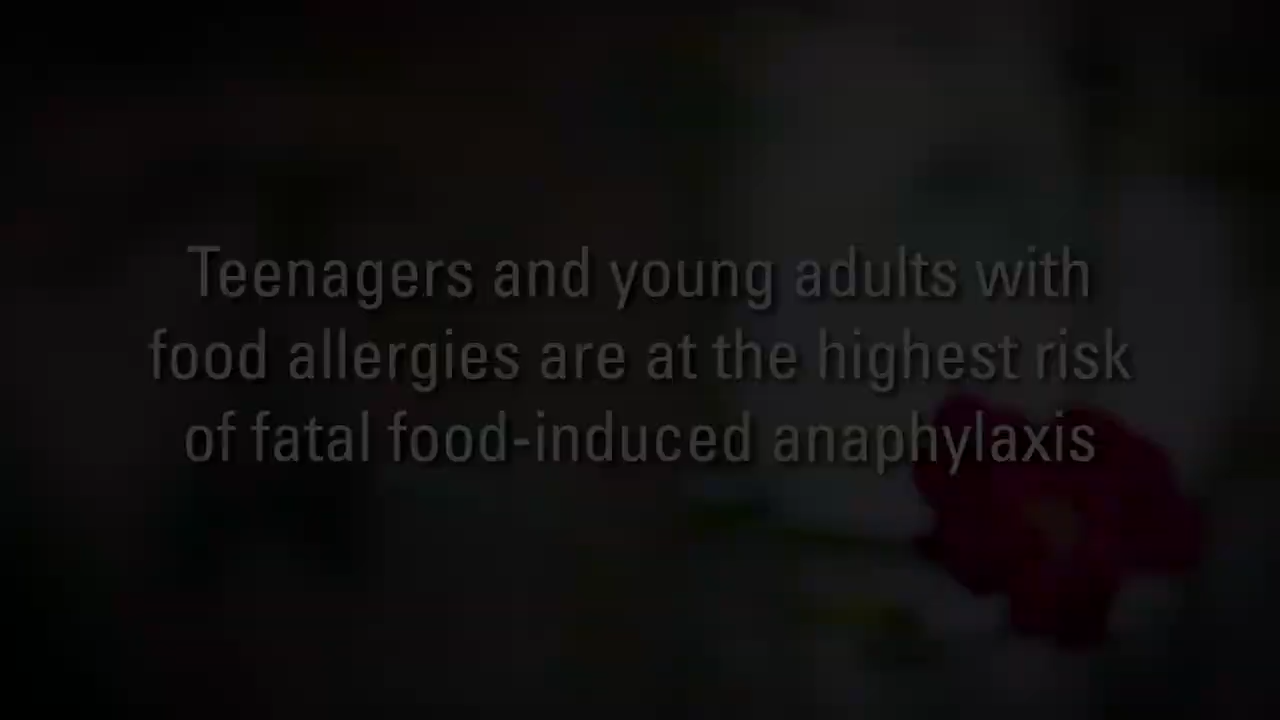 Teenagers and young adults with
food allergies are at the highest risk
of fatal food-induced anaphylaxis